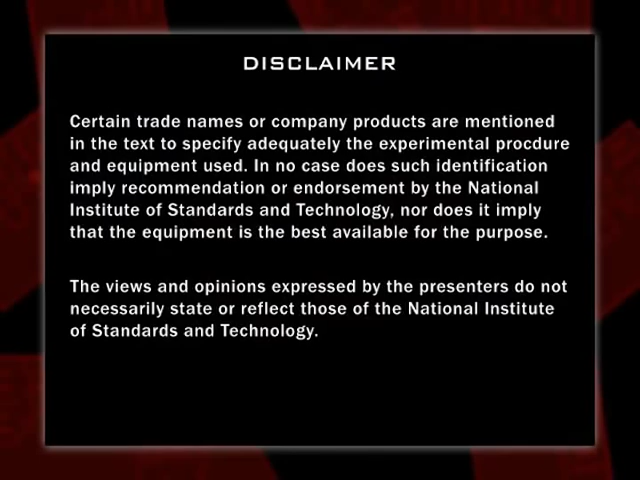 DISCLAIMER
Certain trade names or company products are mentioned
in the text to specify adequately the experimental procdure
and equipment used. In no case does such identification
imply recommendation or endorsement by the National
Institute of Standards and Technology, nor does it imply
that the equipment is the best available for the purpose.
The views and opinions expressed by the presenters do not
necessarily state or reflect those of the National Institute
of Standards and Technology.